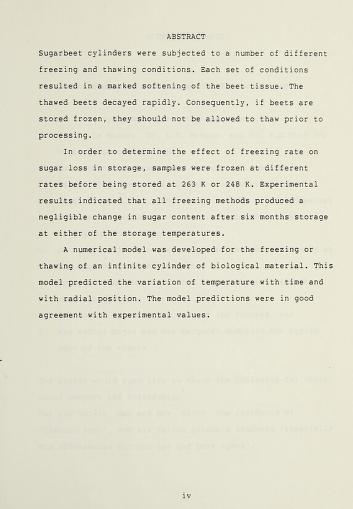 ABSTRACT
Sugarbeet cylinders were subjected to a number of different
freezing and thawing conditions. Each set of conditions
resulted in a marked softening of the beet tissue. The
thawed beets decayed rapidly. Consequently, if beets are
stored frozen, they should not be allowed to thaw prior to
processing.
In order to determine the effect of freezing rate on
sugar loss in storage, samples were frozen at different
rates before being stored at 263 K or 248 K. Experimental
results indicated that all freezing methods produced a
negligible change in sugar content after six months storage
at either of the storage temperatures.
A numerical model was developed for the freezing or
thawing of an infinite cylinder of biological material. This
model predicted the variation of temperature with time and
with radial position. The model predictions were in good
agreement with experimental values.
iv